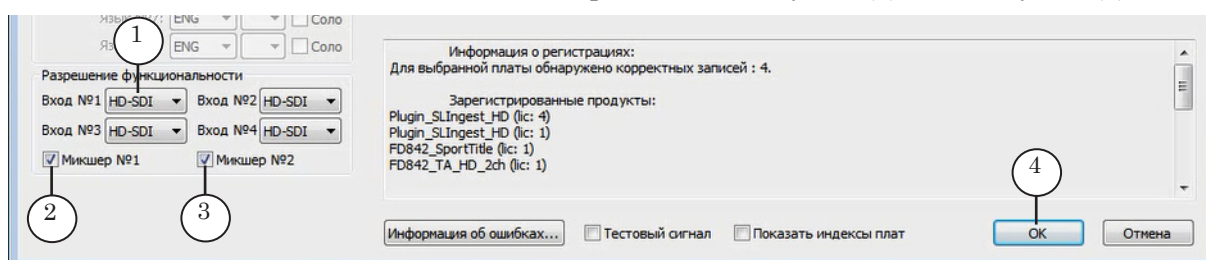 ENG Соло
ENG Соло
1
Разрешение функциональности
Вход №1 HD-SDI Вход №2 HD-SDI
Вход №3 HD-SDI Вход №4 HD-SDI
Микшер №1 Микшер №2
2
3
Информация о регистрациях:
Для выбранной платы обнаружено корректных записей : 4.
Зарегистрированные продукты:
Plugin_SLIngest_HD (lic: 4)
Plugin_SLIngest_HD (lic: 1)
FD842_SportTitle (lic: 1)
FD842_TA_HD_2ch (lic: 1)
4
Информация об ошибках... Тестовый сигнал Показать индексы плат OK Отмена